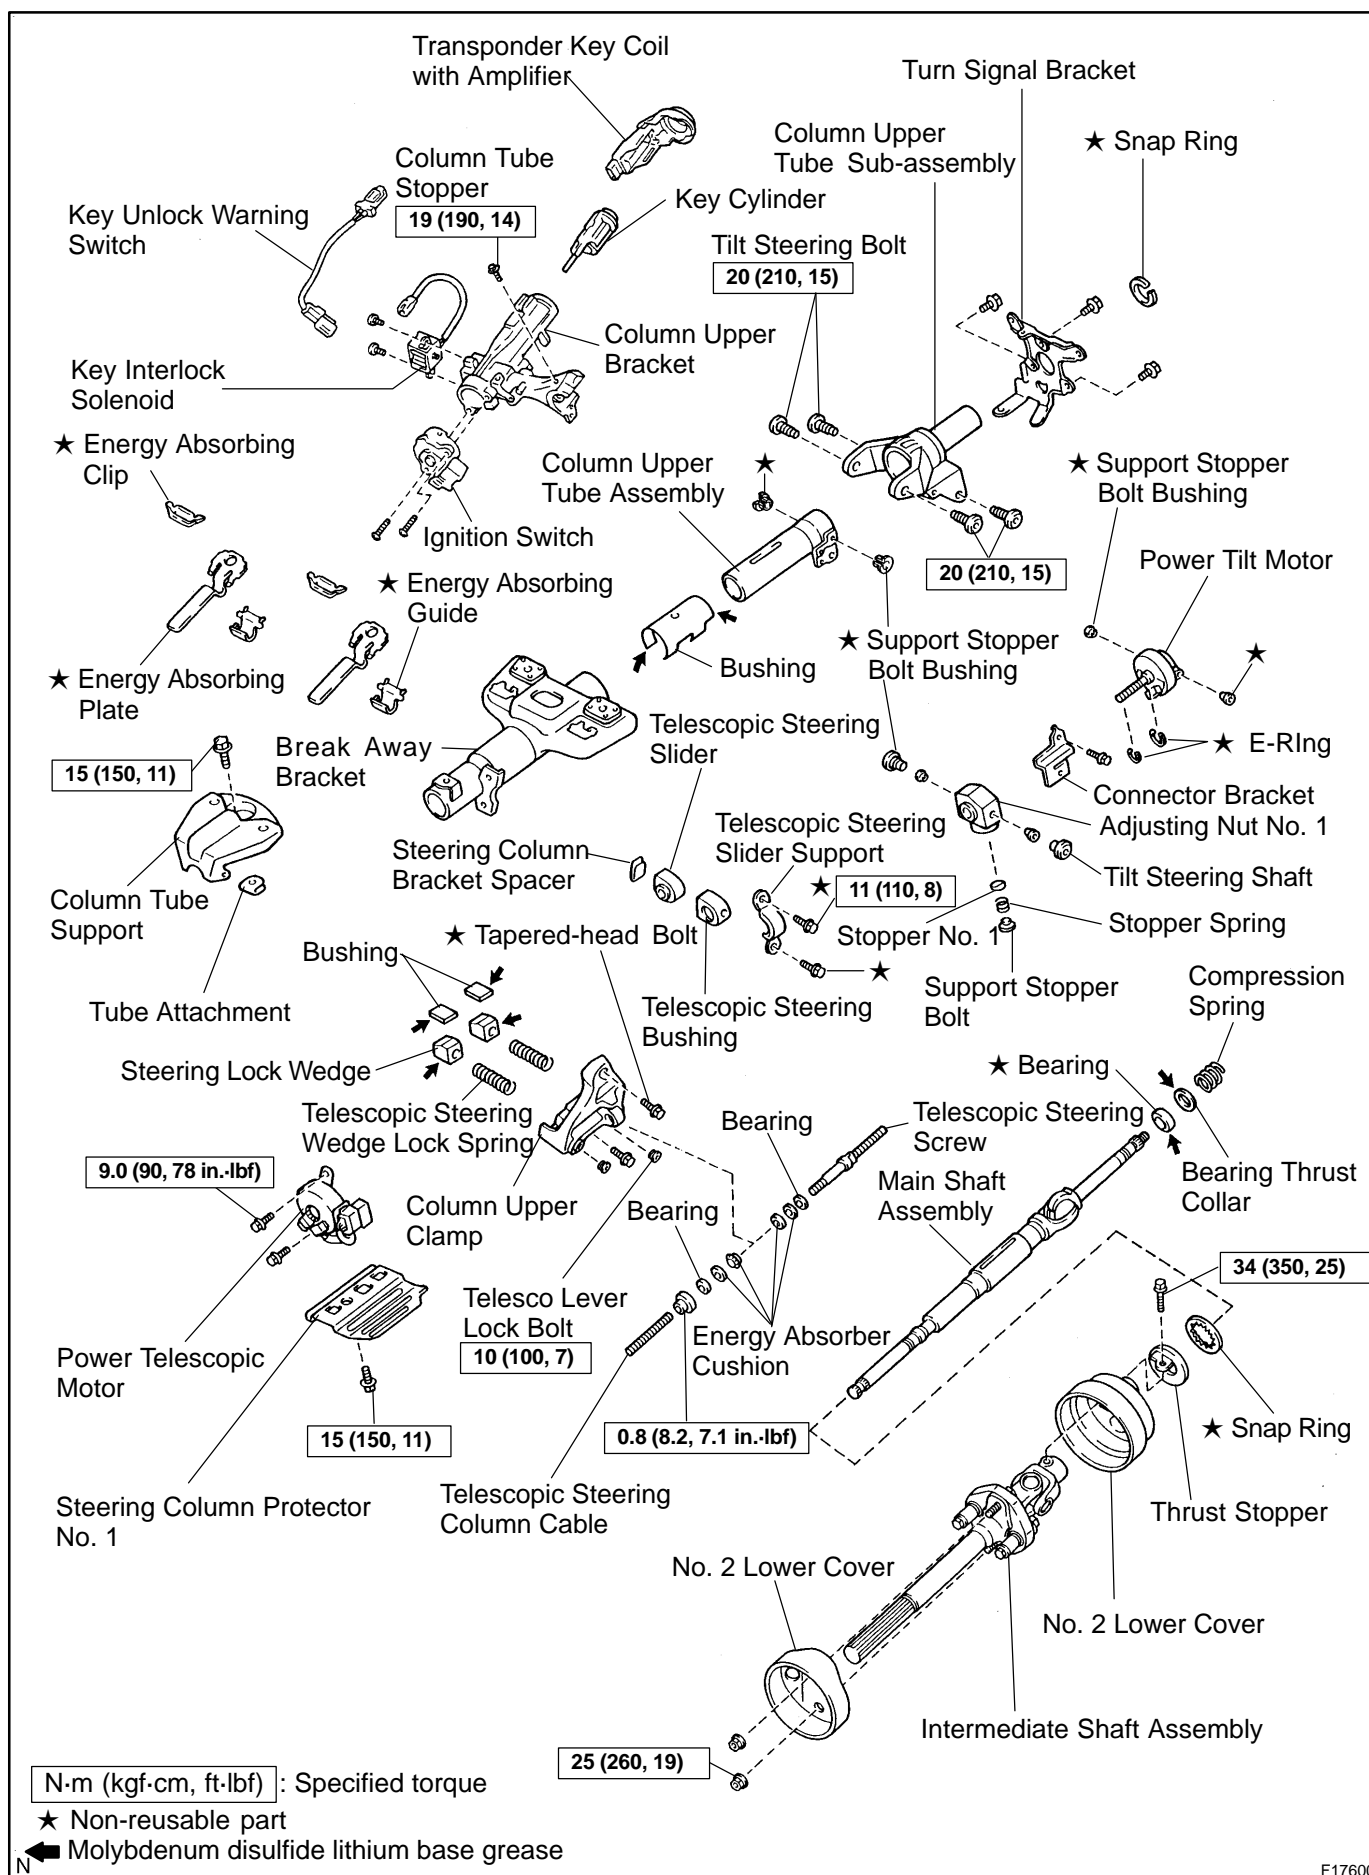 Transponder Key Coil
with Amplifier
Turn Signal Bracket
Column Upper
Tube Sub-assembly
★ Snap Ring
Column Tube
Stopper
19 (190, 14)
Key Cylinder
Key Unlock Warning
Switch
Tilt Steering Bolt
20 (210, 15)
Column Upper
Bracket
Key Interlock
Solenoid
★ Energy Absorbing
Clip
Column Upper
Tube Assembly
★
★ Support Stopper
Bolt Bushing
Ignition Switch
20 (210, 15)
Power Tilt Motor
★ Energy Absorbing
Guide
★ Support Stopper
Bolt Bushing
★
Bushing
★ Energy Absorbing
Plate
Telescopic Steering
Slider
Break Away
Bracket
★ E-RIng
15 (150, 11)
Connector Bracket
Adjusting Nut No. 1
Telescopic Steering
Slider Support
Steering Column
Bracket Spacer
★ 11 (110, 8)
Tilt Steering Shaft
Column Tube
Support
Stopper Spring
Stopper No. 1
★ Tapered-head Bolt
★
Bushing
Compression
Spring
Support Stopper
Bolt
Tube Attachment
Telescopic Steering
Bushing
Steering Lock Wedge
★ Bearing
Telescopic Steering
Wedge Lock Spring
Bearing
Telescopic Steering
Screw
9.0 (90, 78 in.·lbf)
Main Shaft
Assembly
Bearing Thrust
Collar
Column Upper
Clamp
Bearing
34 (350, 25)
Telesco Lever
Lock Bolt
10 (100, 7)
Energy Absorber
Cushion
Power Telescopic
Motor
15 (150, 11)
0.8 (8.2, 7.1 in.·lbf)
★ Snap Ring
Steering Column Protector
No. 1
Telescopic Steering
Column Cable
Thrust Stopper
No. 2 Lower Cover
No. 2 Lower Cover
Intermediate Shaft Assembly
25 (260, 19)
N·m (kgf·cm, ft·lbf) : Specified torque
★ Non-reusable part
Molybdenum disulfide lithium base grease
N
F17600